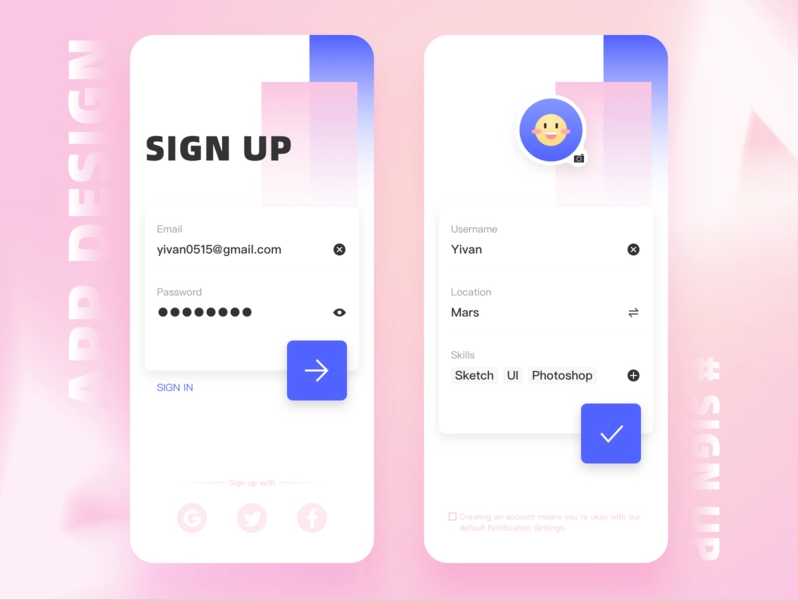 APP DESIGN
SIGN UP
Email
yivan0515@gmail.com
Password
SIGN IN
Sign up with
Username
Yivan
Location
Mars
Skills
Sketch UI Photoshop
Creating an account means you're okay with our
default Notification Settings.
# SIGN UP